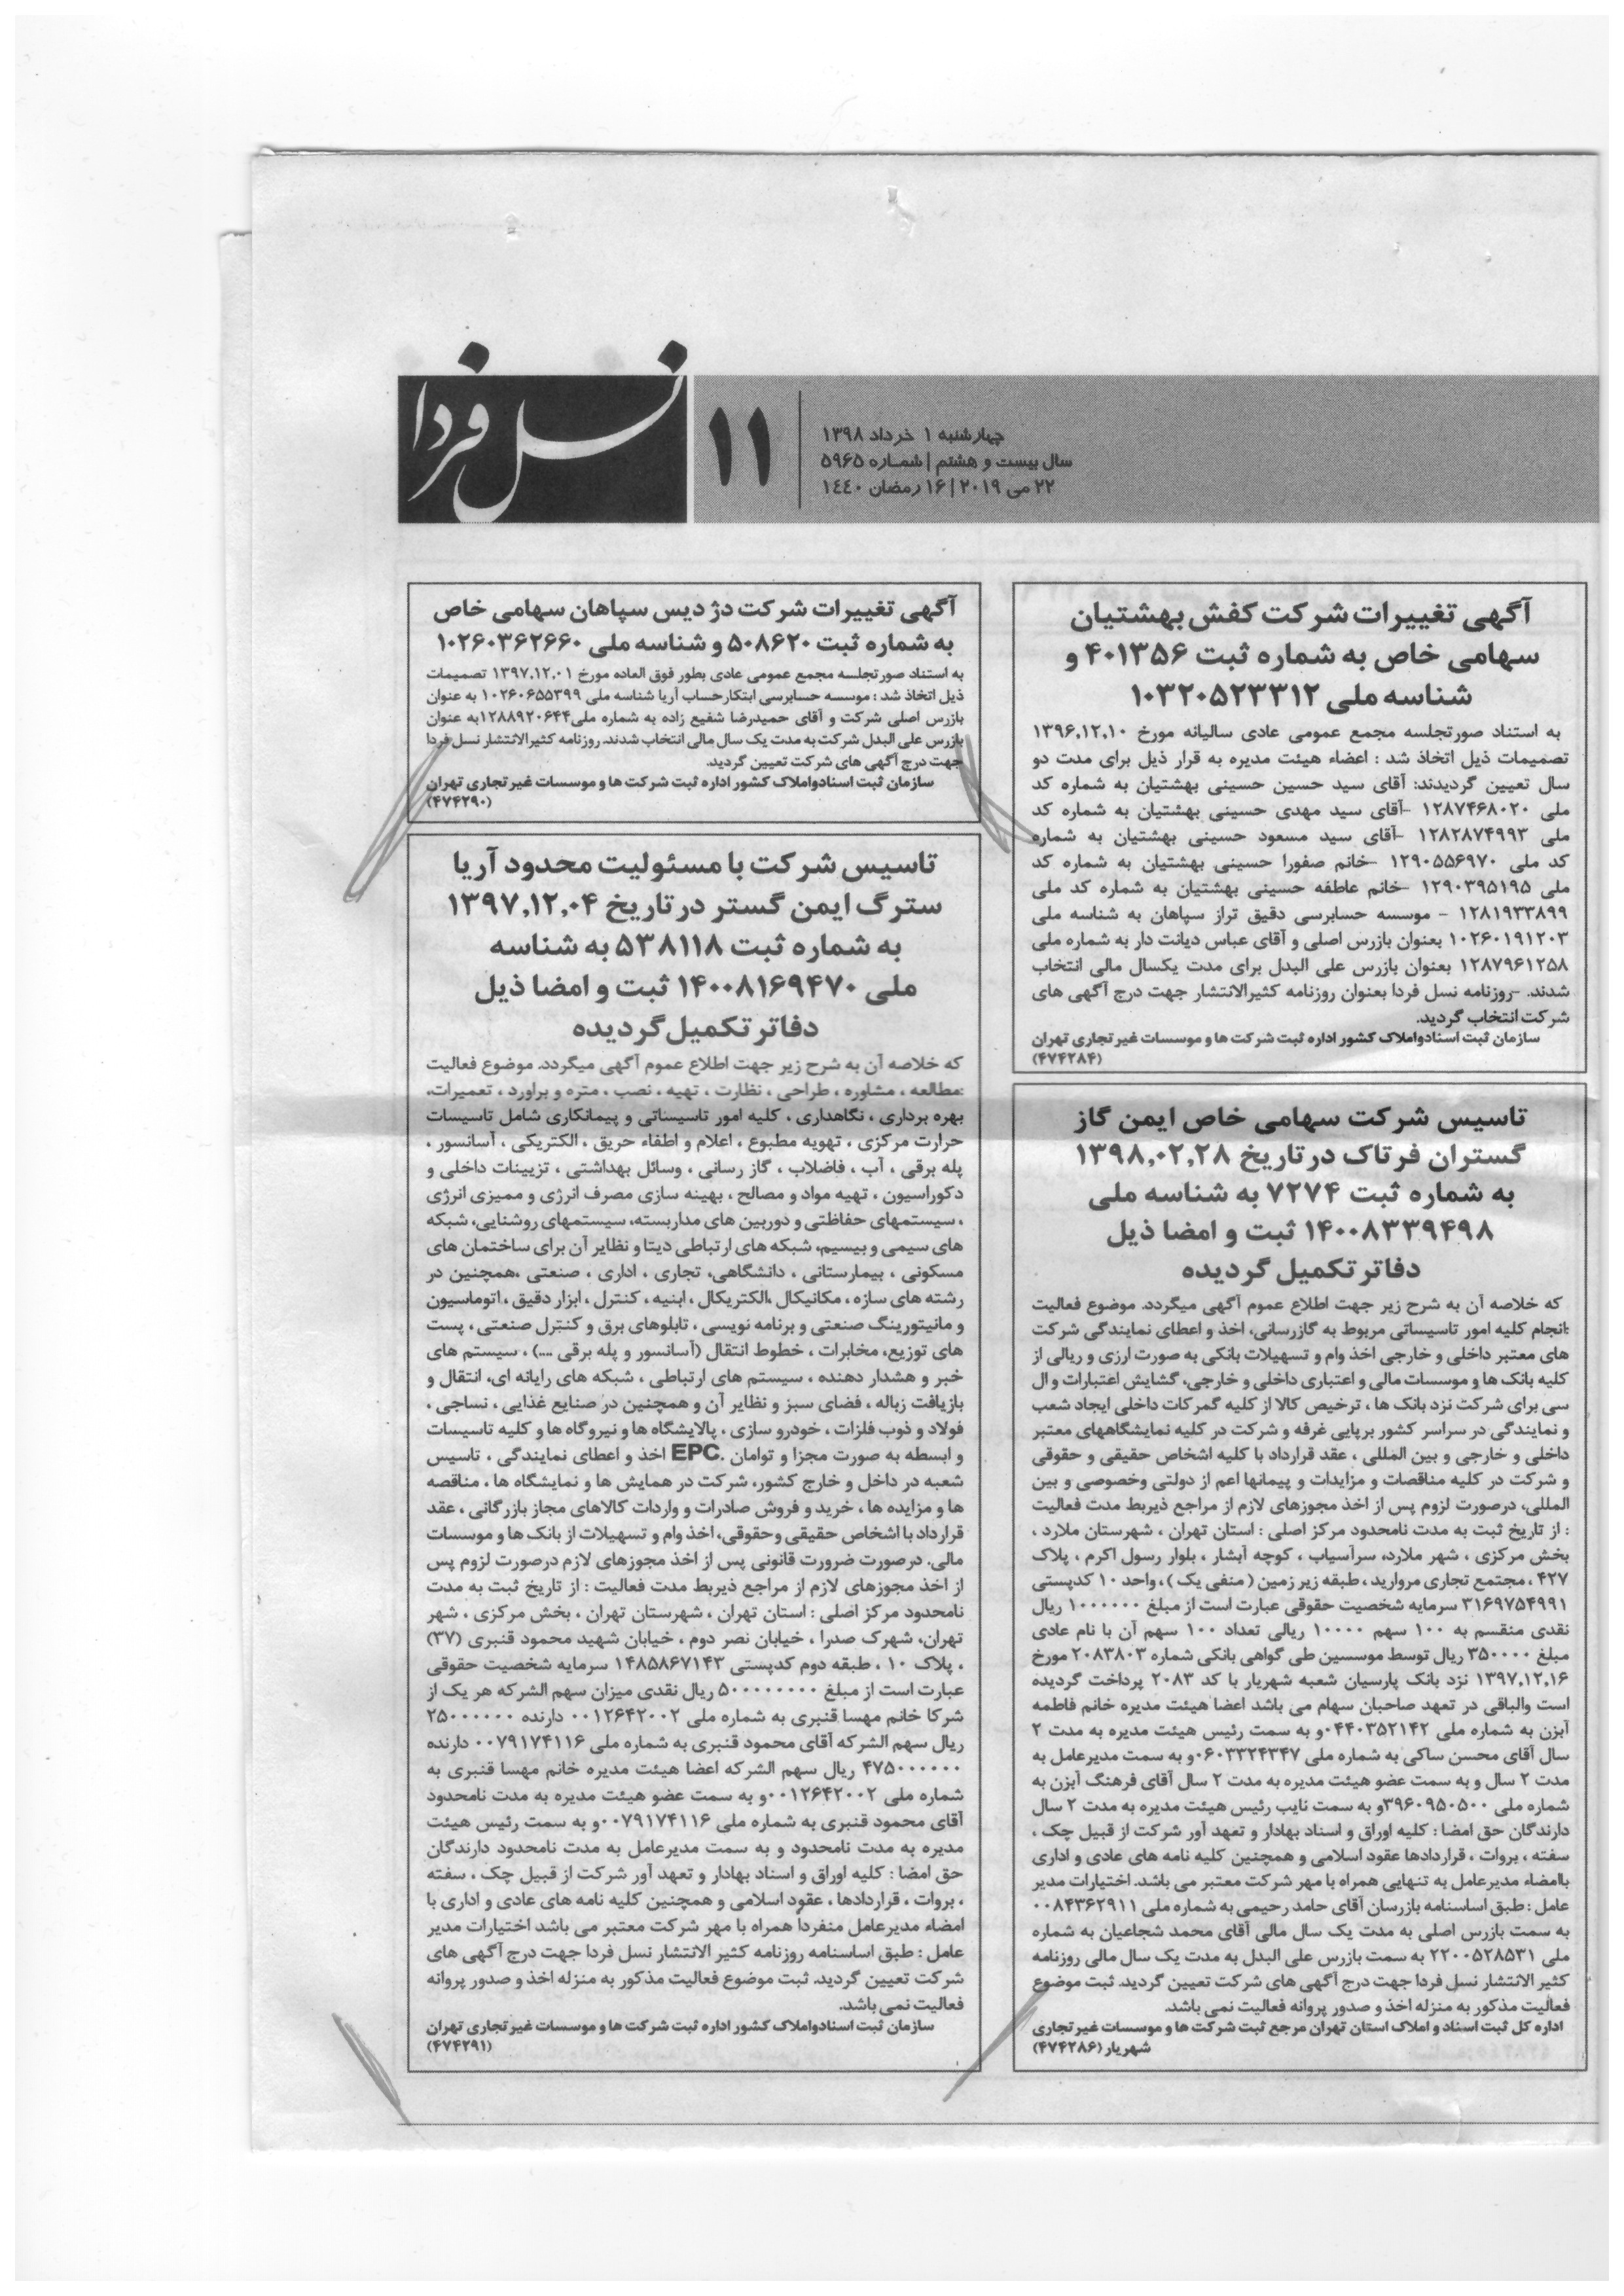 نسل فردا
۱۱
چهارشنبه ۱ خرداد ۱۳۹۸
سال بیست و هشتم | شماره ۵۹۶۵
۲۲ می ۲۰۱۹ | ۱۶ رمضان ۱٤٤۰
آگهی تغییرات شرکت کفش بهشتیان
سهامی خاص به شماره ثبت ۴۰۱۳۵۶ و
شناسه ملی ۱۰۳۲۰۵۲۳۳۱۲
به استناد صورتجلسه مجمع عمومی عادی سالیانه مورخ ۱۳۹۶,۱۲,۱۰
تصمیمات ذیل اتخاذ شد : اعضاء هیئت مدیره به قرار ذیل برای مدت دو
سال تعیین گردیدند: آقای سید حسین حسینی بهشتیان به شماره کد
ملی ۱۲۸۷۴۶۸۰۲۰ -آقای سید مهدی حسینی بهشتیان به شماره کد
ملی ۱۲۸۲۸۷۴۹۹۳ -آقای سید مسعود حسینی بهشتیان به شماره
کد ملی ۱۲۹۰۵۵۶۹۷۰ -خانم صفورا حسینی بهشتیان به شماره کد
ملی ۱۲۹۰۳۹۵۱۹۵ -خانم عاطفه حسینی بهشتیان به شماره کد ملی
۱۲۸۱۹۳۳۸۹۹ - موسسه حسابرسی دقیق تراز سپاهان به شناسه ملی
۱۰۲۶۰۱۹۱۲۰۳ بعنوان بازرس اصلی و آقای عباس دیانت دار به شماره ملی
۱۲۸۷۹۶۱۲۵۸ بعنوان بازرس علی البدل برای مدت یکسال مالی انتخاب
شدند. -روزنامه نسل فردا بعنوان روزنامه کثیرالانتشار جهت درج آگهی های
شرکت انتخاب گردید.
سازمان ثبت اسنادواملاک کشور اداره ثبت شرکت ها و موسسات غیرتجاری تهران
(۴۷۴۲۸۴)
تاسیس شرکت سهامی خاص ایمن گاز
گستران فرتاک درتاریخ ۱۳۹۸,۰۲,۲۸
به شماره ثبت ۷۲۷۴ به شناسه ملی
۱۴۰۰۸۳۳۹۴۹۸ ثبت و امضا ذیل
دفاتر تکمیل گردیده
که خلاصه آن به شرح زیر جهت اطلاع عموم آگهی میگردد. موضوع فعالیت
:انجام کلیه امور تاسیساتی مربوط به گازرسانی، اخذ و اعطای نمایندگی شرکت
های معتبر داخلی و خارجی اخذ وام و تسهیلات بانکی به صورت ارزی و ریالی از
کلیه بانک ها و موسسات مالی و اعتباری داخلی و خارجی، گشایش اعتبارات و ال
سی برای شرکت نزد بانک ها ، ترخیص کالا از کلیه گمرکات داخلی ایجاد شعب
و نمایندگی در سراسر کشور برپایی غرفه و شرکت در کلیه نمایشگاههای معتبر
داخلی و خارجی و بین المللی ، عقد قرارداد با کلیه اشخاص حقیقی و حقوقی
و شرکت در کلیه مناقصات و مزایدات و پیمانها اعم از دولتی وخصوصی و بین
المللی، درصورت لزوم پس از اخذ مجوزهای لازم از مراجع ذیربط مدت فعالیت
: از تاریخ ثبت به مدت نامحدود مرکز اصلی : استان تهران ، شهرستان ملارد ،
بخش مرکزی ، شهر ملارد، سرآسیاب ، کوچه آبشار ، بلوار رسول اکرم ، پلاک
۴۲۷ ، مجتمع تجاری مروارید ، طبقه زیر زمین ( منفی یک ) ، واحد ۱۰ کدپستی
۳۱۶۹۷۵۴۹۹۱ سرمایه شخصیت حقوقی عبارت است از مبلغ ۱۰۰۰۰۰۰ ریال
نقدی منقسم به ۱۰۰ سهم ۱۰۰۰۰ ریالی تعداد ۱۰۰ سهم آن با نام عادی
مبلغ ۳۵۰۰۰۰ ریال توسط موسسین طی گواهی بانکی شماره ۲۰۸۳۸۰۳ مورخ
۱۳۹۷,۱۲,۱۶ نزد بانک پارسیان شعبه شهریار با کد ۲۰۸۳ پرداخت گردیده
است والباقی در تعهد صاحبان سهام می باشد اعضا هیئت مدیره خانم فاطمه
آبزن به شماره ملی ۰۴۴۰۳۵۲۱۴۲و به سمت رئیس هیئت مدیره به مدت ۲
سال آقای محسن ساکی به شماره ملی ۰۶۰۳۳۲۴۳۴۷و به سمت مدیرعامل به
مدت ۲ سال و به سمت عضو هیئت مدیره به مدت ۲ سال آقای فرهنگ آبزن به
شماره ملی ۳۹۶۰۹۵۰۵۰۰و به سمت نایب رئیس هیئت مدیره به مدت ۲ سال
دارندگان حق امضا : کلیه اوراق و اسناد بهادار و تعهد آور شرکت از قبیل چک ،
سفته ، بروات ، قراردادها عقود اسلامی و همچنین کلیه نامه های عادی و اداری
باامضاء مدیرعامل به تنهایی همراه با مهر شرکت معتبر می باشد. اختیارات مدیر
عامل : طبق اساسنامه بازرسان آقای حامد رحیمی به شماره ملی ۰۰۸۴۳۶۲۹۱۱
به سمت بازرس اصلی به مدت یک سال مالی آقای محمد شجاعیان به شماره
ملی ۲۲۰۰۵۲۸۵۳۱ به سمت بازرس علی البدل به مدت یک سال مالی روزنامه
کثیر الانتشار نسل فردا جهت درج آگهی های شرکت تعیین گردید. ثبت موضوع
فعالیت مذکور به منزله اخذ و صدور پروانه فعالیت نمی باشد.
اداره کل ثبت اسناد و املاک استان تهران مرجع ثبت شرکت ها و موسسات غیرتجاری
شهریار (۴۷۴۲۸۶)
آگهی تغییرات شرکت دژ دیس سپاهان سهامی خاص
به شماره ثبت ۵۰۸۶۲۰ و شناسه ملی ۱۰۲۶۰۳۶۲۶۶۰
به استناد صورتجلسه مجمع عمومی عادی بطور فوق العاده مورخ ۱۳۹۷,۱۲,۰۱ تصمیمات
ذیل اتخاذ شد : موسسه حسابرسی ابتکارحساب آریا شناسه ملی ۱۰۲۶۰۶۵۵۳۹۹ به عنوان
بازرس اصلی شرکت و آقای حمیدرضا شفیع زاده به شماره ملی۱۲۸۸۹۲۰۶۴۴به عنوان
بازرس علی البدل شرکت به مدت یک سال مالی انتخاب شدند. روزنامه کثیرالانتشار نسل فردا
جهت درج آگهی های شرکت تعیین گردید.
سازمان ثبت اسنادواملاک کشور اداره ثبت شرکت ها و موسسات غیرتجاری تهران
(۴۷۴۲۹۰)
تاسیس شرکت با مسئولیت محدود آریا
سترگ ایمن گستر درتاریخ ۱۳۹۷,۱۲,۰۴
به شماره ثبت ۵۳۸۱۱۸ به شناسه
ملی ۱۴۰۰۸۱۶۹۴۷۰ ثبت و امضا ذیل
دفاتر تکمیل گردیده
که خلاصه آن به شرح زیر جهت اطلاع عموم آگهی میگردد. موضوع فعالیت
:مطالعه ، مشاوره ، طراحی ، نظارت ، تهیه ، نصب ، متره و براورد ، تعمیرات،
بهره برداری ، نگاهداری ، کلیه امور تاسیساتی و پیمانکاری شامل تاسیسات
حرارت مرکزی ، تهویه مطبوع ، اعلام و اطفاء حریق ، الکتریکی ، آسانسور ،
پله برقی ، آب ، فاضلاب ، گاز رسانی ، وسائل بهداشتی ، تزیینات داخلی و
دکوراسیون ، تهیه مواد و مصالح ، بهینه سازی مصرف انرژی و ممیزی انرژی
، سیستمهای حفاظتی و دوربین های مداربسته، سیستمهای روشنایی، شبکه
های سیمی و بیسیم، شبکه های ارتباطی دیتا و نظایر آن برای ساختمان های
مسکونی ، بیمارستانی ، دانشگاهی، تجاری ، اداری ، صنعتی ،همچنین در
رشته های سازه ، مکانیکال ،الکتریکال ، ابنیه ، کنترل ، ابزار دقیق ، اتوماسیون
و مانیتورینگ صنعتی و برنامه نویسی ، تابلوهای برق و کنترل صنعتی ، پست
های توزیع، مخابرات ، خطوط انتقال (آسانسور و پله برقی ....) ، سیستم های
خبر و هشدار دهنده ، سیستم های ارتباطی ، شبکه های رایانه ای، انتقال و
بازیافت زباله ، فضای سبز و نظایر آن و همچنین در صنایع غذایی ، نساجی ،
فولاد و ذوب فلزات ، خودرو سازی ، پالایشگاه ها و نیروگاه ها و کلیه تاسیسات
و ابسطه به صورت مجزا و توامان .EPC اخذ و اعطای نمایندگی ، تاسیس
شعبه در داخل و خارج کشور، شرکت در همایش ها و نمایشگاه ها ، مناقصه
ها و مزایده ها ، خرید و فروش صادرات و واردات کالاهای مجاز بازرگانی ، عقد
قرارداد با اشخاص حقیقی وحقوقی، اخذ وام و تسهیلات از بانک ها و موسسات
مالی. درصورت ضرورت قانونی پس از اخذ مجوزهای لازم درصورت لزوم پس
از اخذ مجوزهای لازم از مراجع ذیربط مدت فعالیت : از تاریخ ثبت به مدت
نامحدود مرکز اصلی : استان تهران ، شهرستان تهران ، بخش مرکزی ، شهر
تهران، شهرک صدرا ، خیابان نصر دوم ، خیابان شهید محمود قنبری (۳۷)
، پلاک ۱۰ ، طبقه دوم کدپستی ۱۴۸۵۸۶۷۱۴۳ سرمایه شخصیت حقوقی
عبارت است از مبلغ ۵۰۰۰۰۰۰۰۰ ریال نقدی میزان سهم الشرکه هر یک از
شرکا خانم مهسا قنبری به شماره ملی ۰۰۱۲۶۴۲۰۰۲ دارنده ۲۵۰۰۰۰۰۰
ریال سهم الشرکه آقای محمود قنبری به شماره ملی ۰۰۷۹۱۷۴۱۱۶ دارنده
۴۷۵۰۰۰۰۰۰ ریال سهم الشرکه اعضا هیئت مدیره خانم مهسا قنبری به
شماره ملی ۰۰۱۲۶۴۲۰۰۲و به سمت عضو هیئت مدیره به مدت نامحدود
آقای محمود قنبری به شماره ملی ۰۰۷۹۱۷۴۱۱۶و به سمت رئیس هیئت
مدیره به مدت نامحدود و به سمت مدیرعامل به مدت نامحدود دارندگان
حق امضا : کلیه اوراق و اسناد بهادار و تعهد آور شرکت از قبیل چک ، سفته
، بروات ، قراردادها ، عقود اسلامی و همچنین کلیه نامه های عادی و اداری با
امضاء مدیرعامل منفرداً همراه با مهر شرکت معتبر می باشد اختیارات مدیر
عامل : طبق اساسنامه روزنامه کثیر الانتشار نسل فردا جهت درج آگهی های
شرکت تعیین گردید. ثبت موضوع فعالیت مذکور به منزله اخذ و صدور پروانه
فعالیت نمی باشد.
سازمان ثبت اسنادواملاک کشور اداره ثبت شرکت ها و موسسات غیرتجاری تهران
(۴۷۴۲۹۱)